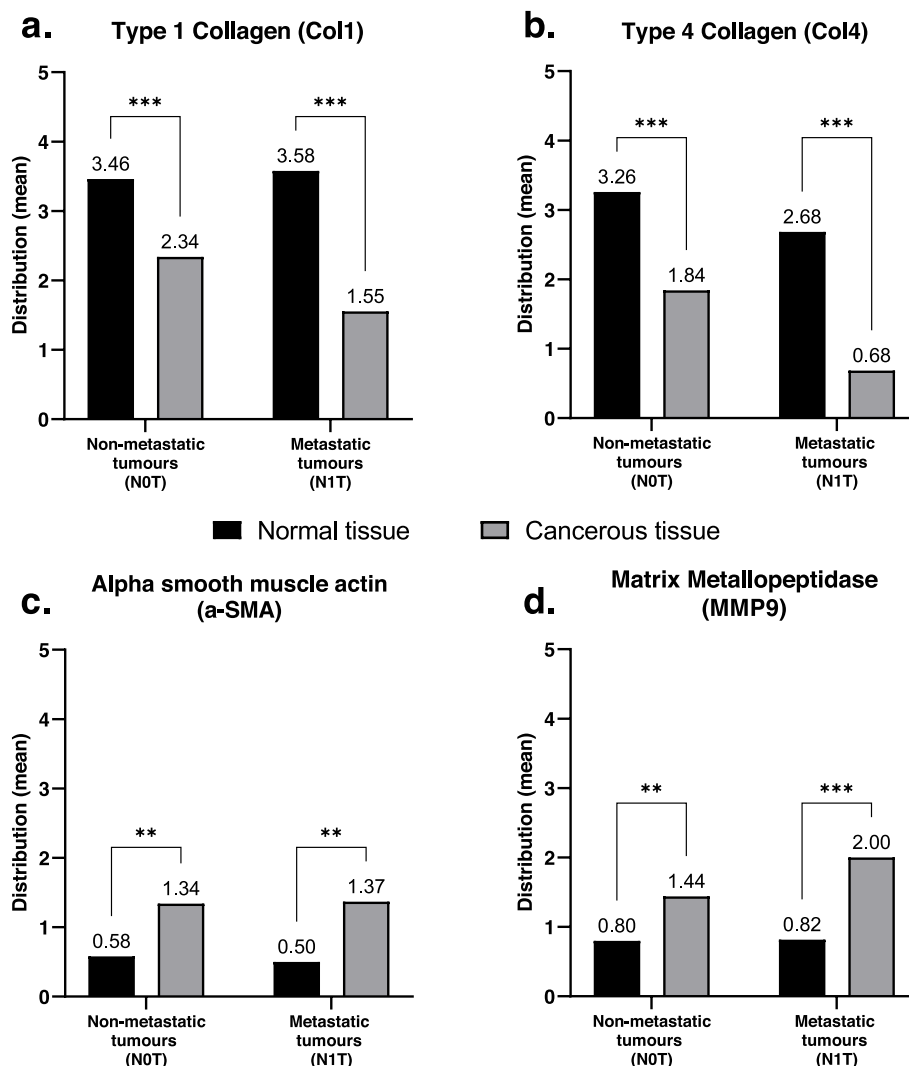 a.
Type 1 Collagen (Col1)
Distribution (mean)
5
4
3
2
1
0
***
***
3.46
2.34
3.58
1.55
Non-metastatic
tumours
(N0T)
Metastatic
tumours
(N1T)
b.
Type 4 Collagen (Col4)
Distribution (mean)
5
4
3
2
1
0
***
***
3.26
1.84
2.68
0.68
Non-metastatic
tumours
(N0T)
Metastatic
tumours
(N1T)
Normal tissue
Cancerous tissue
c.
Alpha smooth muscle actin
(a-SMA)
Distribution (mean)
5
4
3
2
1
0
**
**
0.58
1.34
0.50
1.37
Non-metastatic
tumours
(N0T)
Metastatic
tumours
(N1T)
d.
Matrix Metallopeptidase
(MMP9)
Distribution (mean)
5
4
3
2
1
0
**
***
0.80
1.44
0.82
2.00
Non-metastatic
tumours
(N0T)
Metastatic
tumours
(N1T)